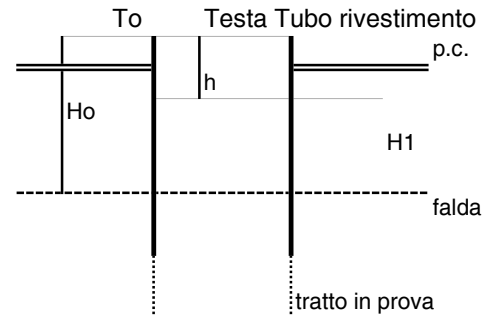 To Testa Tubo rivestimento
p.c.
h
Ho
H1
falda
tratto in prova